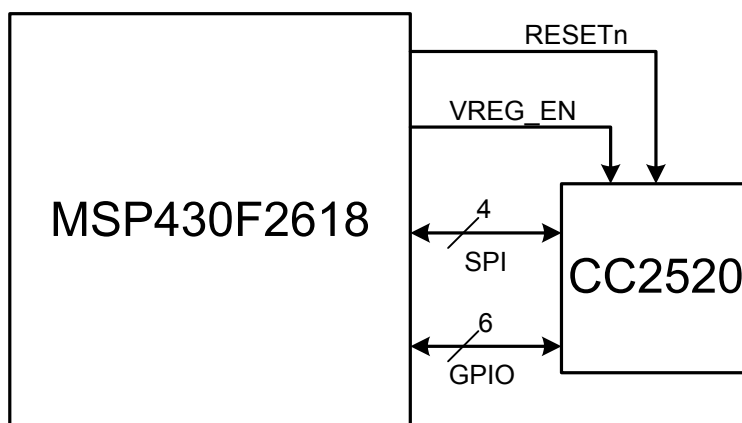 RESETn
VREG_EN
MSP430F2618
4
SPI
CC2520
6
GPIO